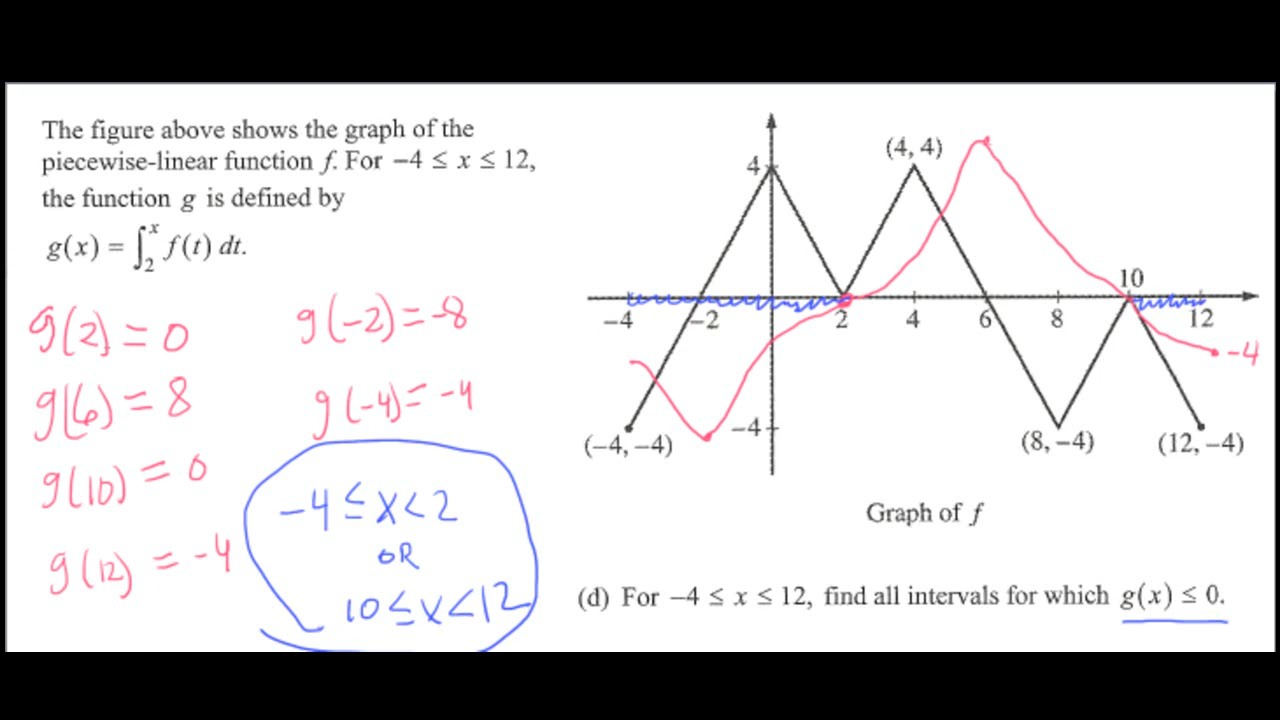 The figure above shows the graph of the
piecewise-linear function f. For −4 ≤ x ≤ 12,
the function g is defined by
g(x) = ∫₂ˣ f(t) dt.
g(2) = 0
g(6) = 8
g(10) = 0
g(12) = -4
g(-2) = -8
g(-4) = -4
-4 ≤ x < 2
OR
10 ≤ x < 12
4
(4, 4)
10
−4 −2 2 4 6 8 12
-4
−4
(−4, −4)
(8, −4)
(12, −4)
Graph of f
(d) For −4 ≤ x ≤ 12, find all intervals for which g(x) ≤ 0.